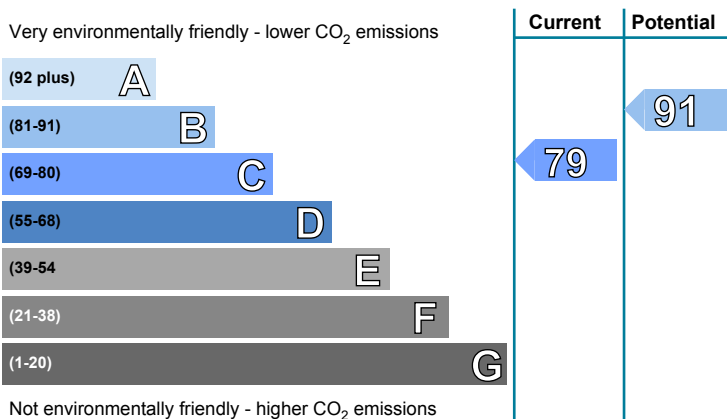 Current Potential
Very environmentally friendly - lower CO2 emissions
(92 plus) A
(81-91) B
91
(69-80) C
79
(55-68) D
(39-54 E
(21-38) F
(1-20) G
Not environmentally friendly - higher CO2 emissions